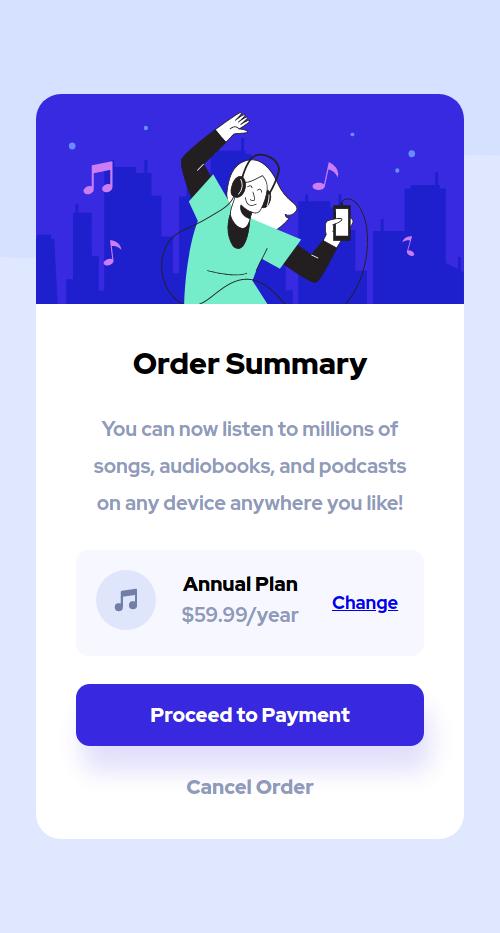 Order Summary
You can now listen to millions of
songs, audiobooks, and podcasts
on any device anywhere you like!
Annual Plan
$59.99/year
Change
Proceed to Payment
Cancel Order